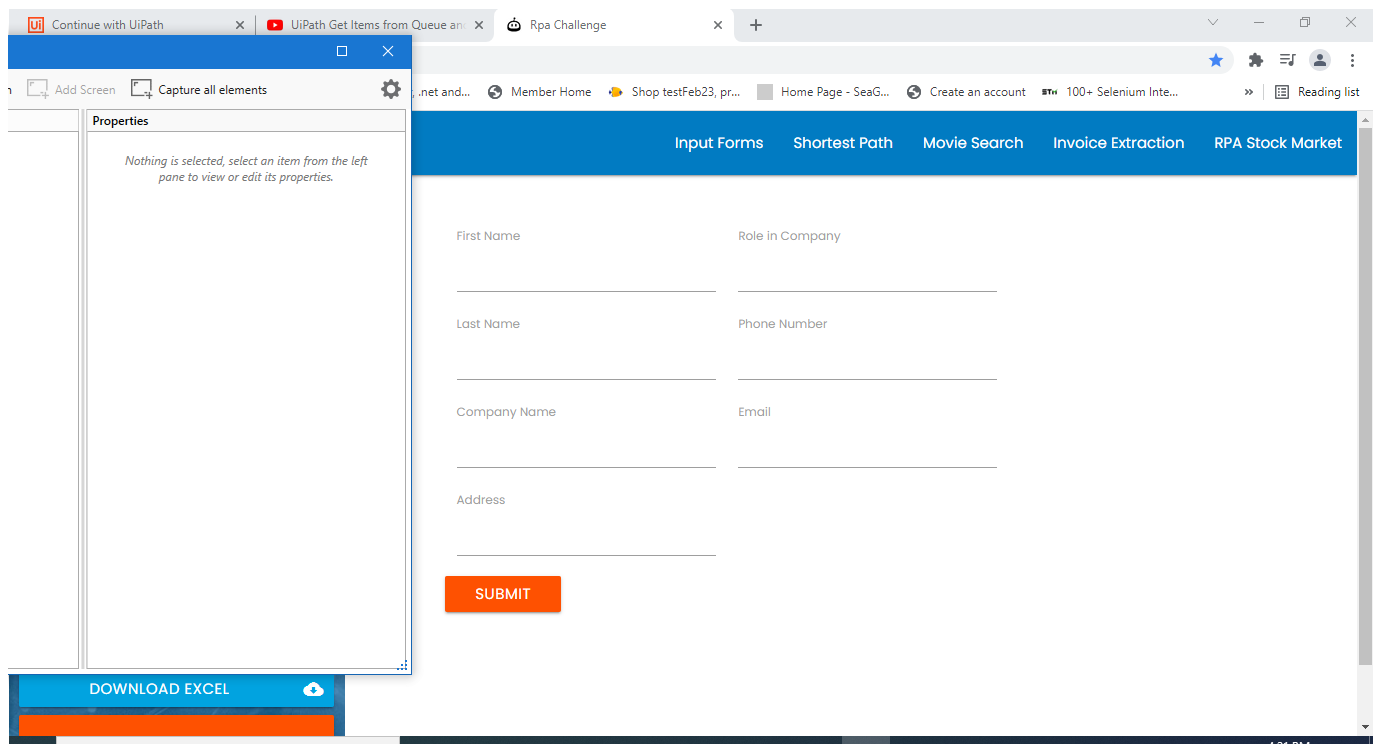 Continue with UiPath
UiPath Get Items from Queue and
Rpa Challenge
Add Screen
Capture all elements
.net and...
Member Home
Shop testFeb23, pr...
Home Page - SeaG...
Create an account
100+ Selenium Inte...
»
Reading list
Properties
Nothing is selected, select an item from the left
pane to view or edit its properties.
Input Forms
Shortest Path
Movie Search
Invoice Extraction
RPA Stock Market
First Name
Role in Company
Last Name
Phone Number
Company Name
Email
Address
SUBMIT
DOWNLOAD EXCEL